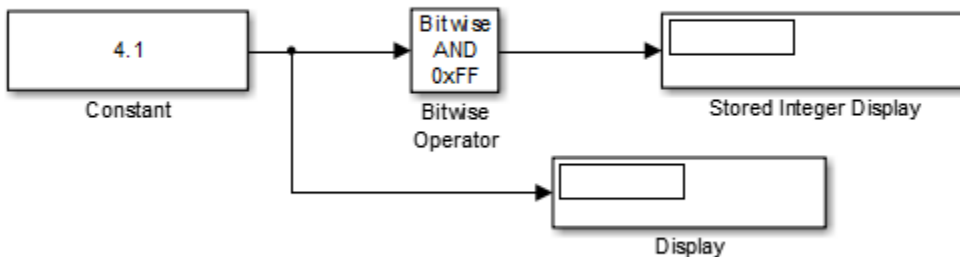 4.1
Constant
Bitwise
AND
0xFF
Bitwise
Operator
Stored Integer Display
Display